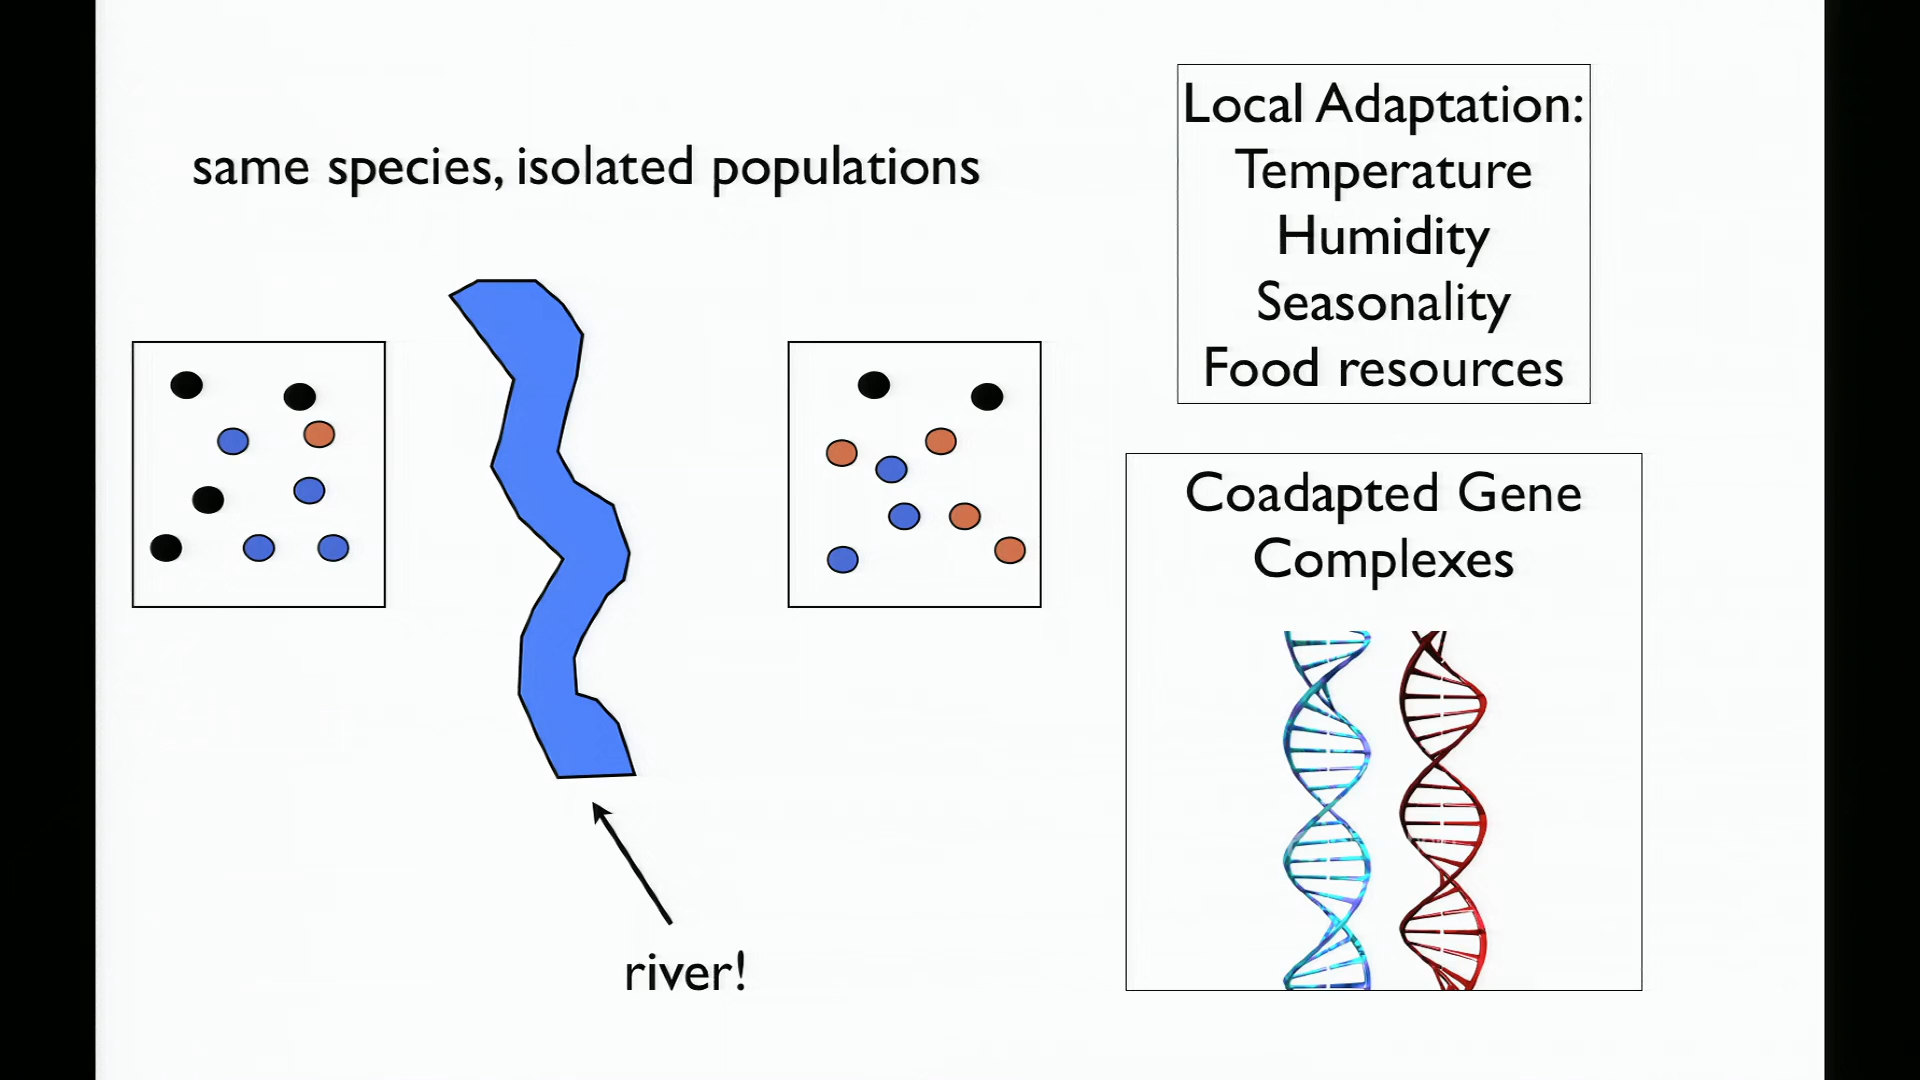 same species, isolated populations
river!
Local Adaptation:
Temperature
Humidity
Seasonality
Food resources
Coadapted Gene
Complexes